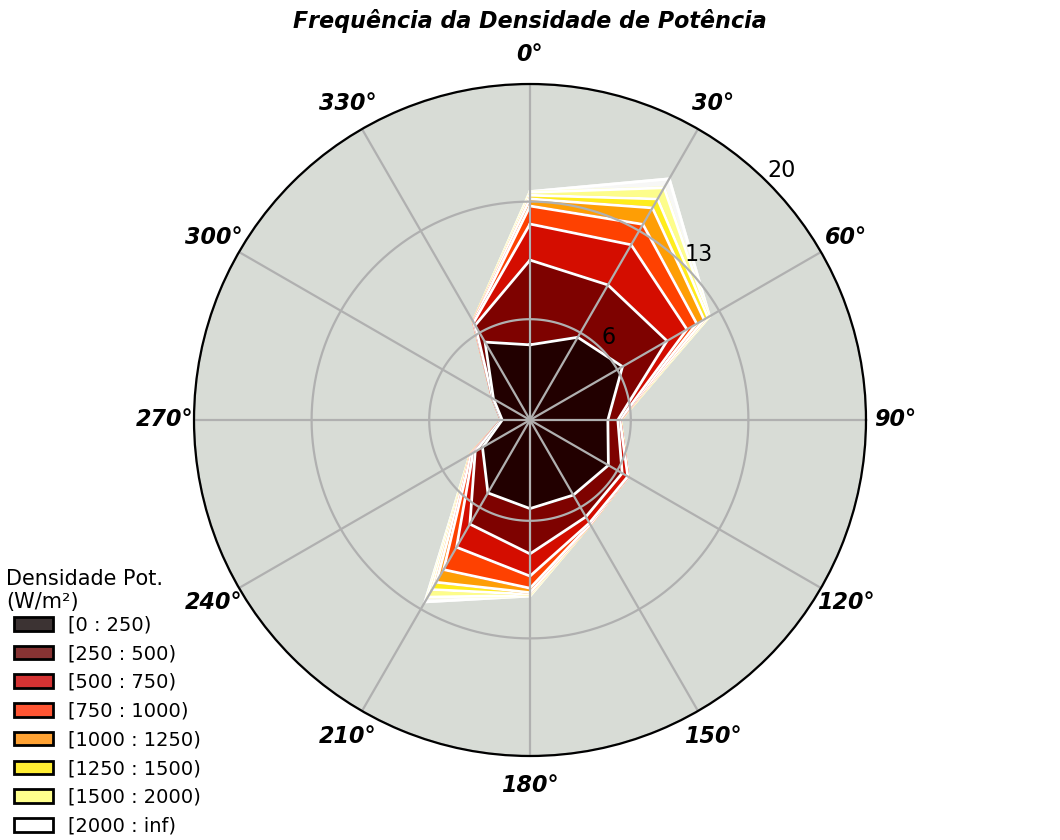 Frequência da Densidade de Potência
0°
330°
30°
20
300°
60°
13
6
270°
90°
240°
120°
210°
150°
180°
Densidade Pot.
(W/m²)
[0 : 250)
[250 : 500)
[500 : 750)
[750 : 1000)
[1000 : 1250)
[1250 : 1500)
[1500 : 2000)
[2000 : inf)